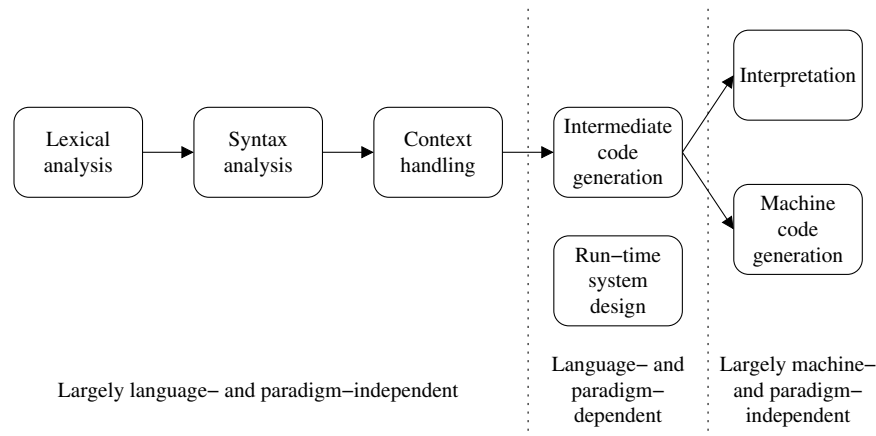 Lexical
analysis
Syntax
analysis
Context
handling
Intermediate
code
generation
Interpretation
Machine
code
generation
Run−time
system
design
Largely language− and paradigm−independent
Language− and
paradigm−
dependent
Largely machine−
and paradigm−
independent